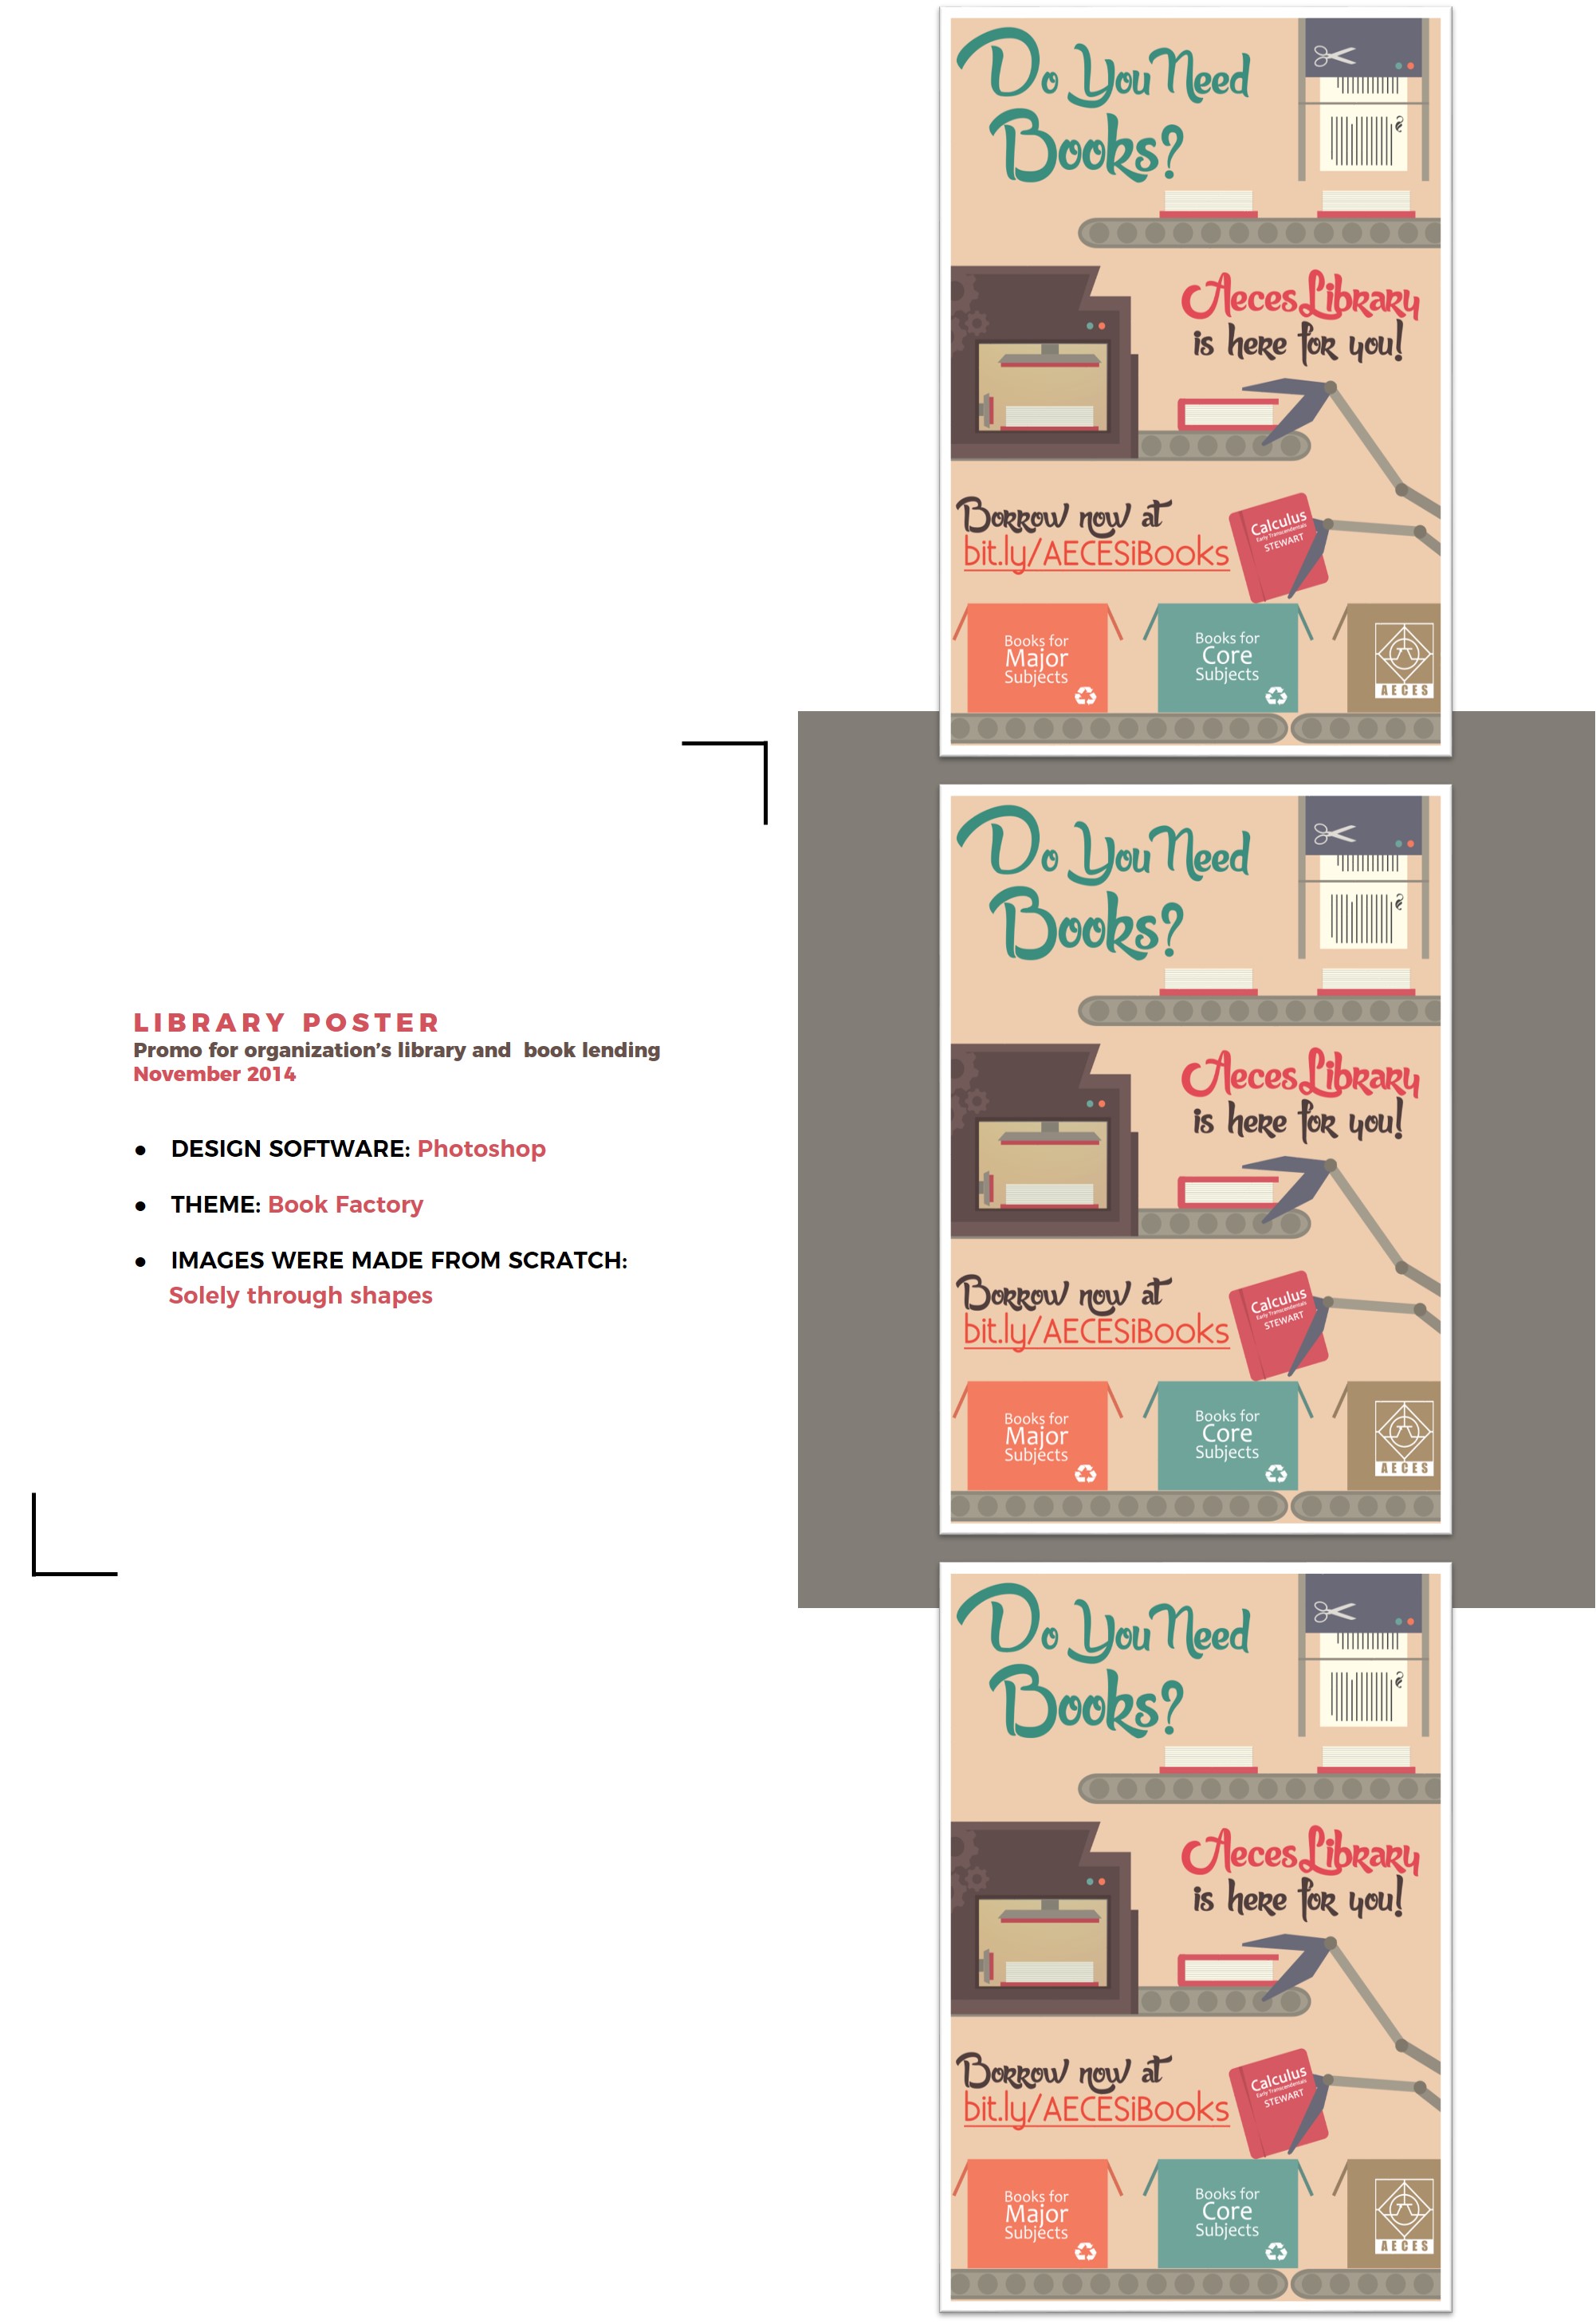 Do You Need
Books?
Aeces Library
is here for you!
Calculus
Early Transcendentals
STEWART
Borrow now at
bit.ly/AECESiBooks
Books for
Major
Subjects
Books for
Core
Subjects
AECES
LIBRARY POSTER
Promo for organization’s library and book lending
November 2014
● DESIGN SOFTWARE: Photoshop
● THEME: Book Factory
● IMAGES WERE MADE FROM SCRATCH:
Solely through shapes
Do You Need
Books?
Aeces Library
is here for you!
Calculus
Early Transcendentals
STEWART
Borrow now at
bit.ly/AECESiBooks
Books for
Major
Subjects
Books for
Core
Subjects
AECES
Do You Need
Books?
Aeces Library
is here for you!
Calculus
Early Transcendentals
STEWART
Borrow now at
bit.ly/AECESiBooks
Books for
Major
Subjects
Books for
Core
Subjects
AECES